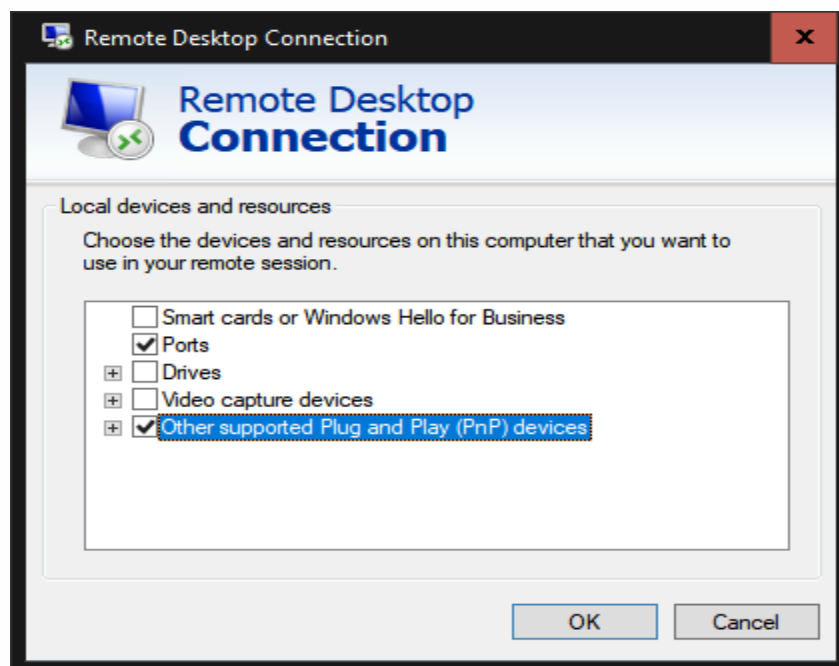 Remote Desktop Connection
Remote Desktop
Connection
Local devices and resources
Choose the devices and resources on this computer that you want to
use in your remote session.
Smart cards or Windows Hello for Business
Ports
Drives
Video capture devices
Other supported Plug and Play (PnP) devices
OK
Cancel